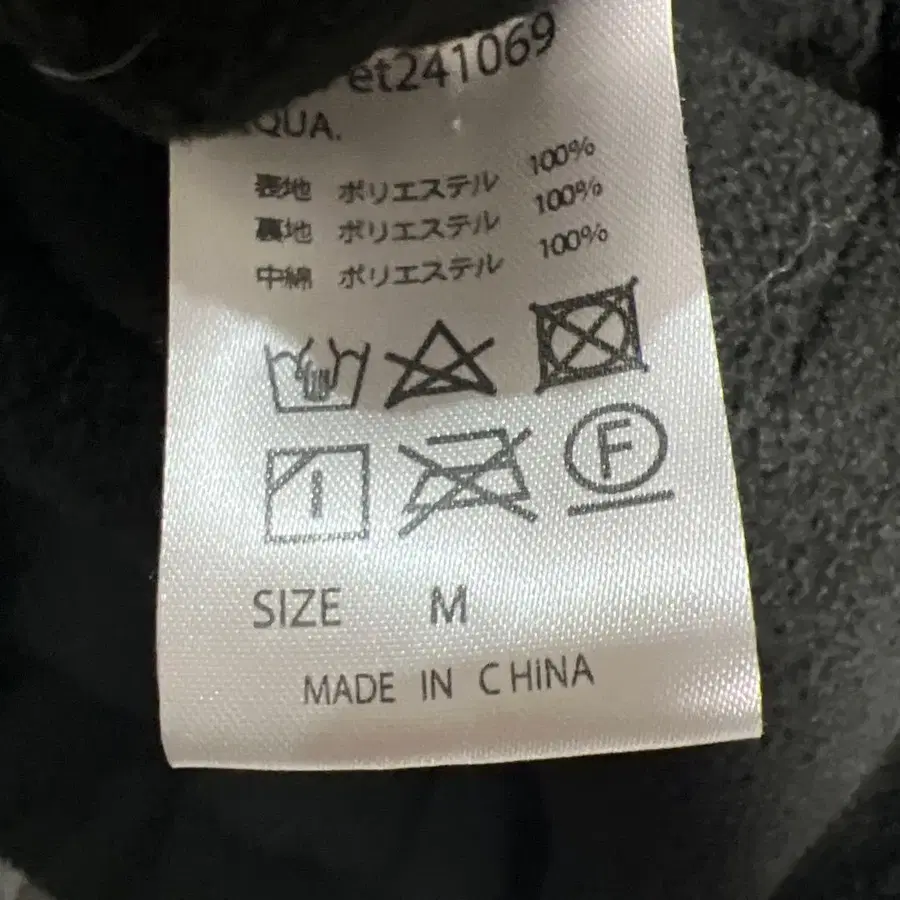 et241069
QUA.
表地 ポリエステル 100%
裏地 ポリエステル 100%
中綿 ポリエステル 100%
F
SIZE M
MADE IN CHINA